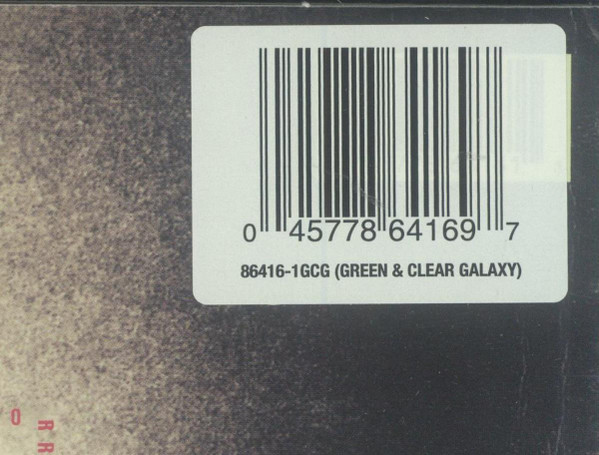 0 45778 64169 7
86416-1GCG (GREEN & CLEAR GALAXY)
O
R R